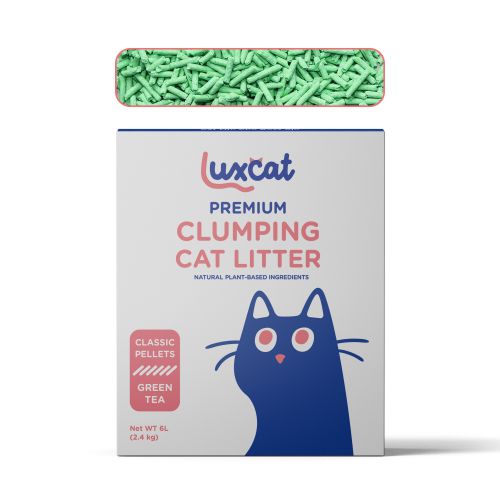 Luxcat
PREMIUM
CLUMPING
CAT LITTER
NATURAL PLANT-BASED INGREDIENTS
CLASSIC
PELLETS
GREEN
TEA
Net WT 6L
(2.4 kg)